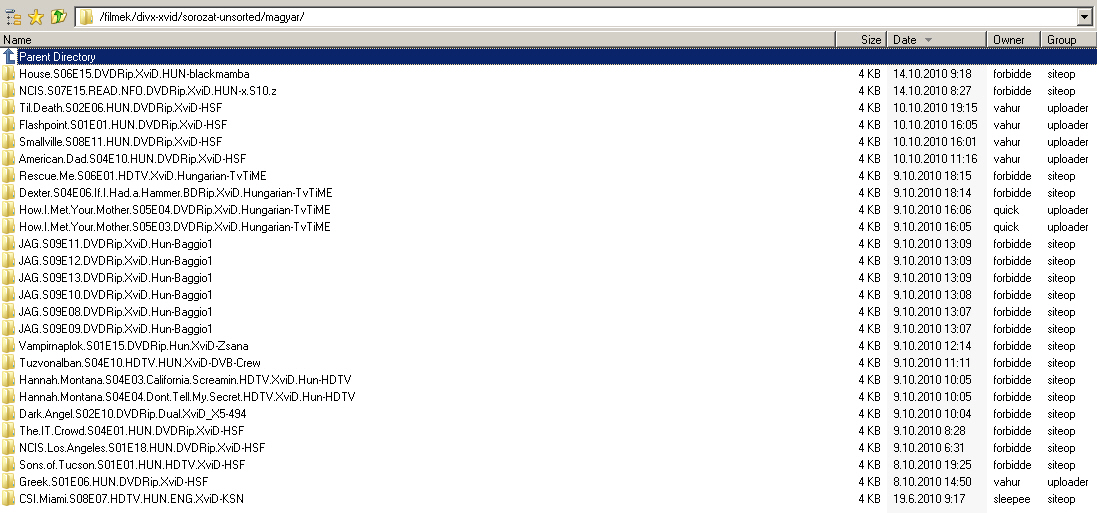 /filmek/divx-xvid/sorozat-unsorted/magyar/
Name Size Date Owner Group
Parent Directory
House.S06E15.DVDRip.XviD.HUN-blackmamba 4 KB 14.10.2010 9:18 forbidde siteop
NCIS.S07E15.READ.NFO.DVDRip.XviD.HUN-x.S10.z 4 KB 14.10.2010 8:27 forbidde siteop
Til.Death.S02E06.HUN.DVDRip.XviD-HSF 4 KB 10.10.2010 19:15 vahur uploader
Flashpoint.S01E01.HUN.DVDRip.XviD-HSF 4 KB 10.10.2010 16:05 vahur uploader
Smallville.S08E11.HUN.DVDRip.XviD-HSF 4 KB 10.10.2010 16:01 vahur uploader
American.Dad.S04E10.HUN.DVDRip.XviD-HSF 4 KB 10.10.2010 11:16 vahur uploader
Rescue.Me.S06E01.HDTV.XviD.Hungarian-TvTiME 4 KB 9.10.2010 18:15 forbidde siteop
Dexter.S04E06.If.I.Had.a.Hammer.BDRip.XviD.Hungarian-TvTiME 4 KB 9.10.2010 18:14 forbidde siteop
How.I.Met.Your.Mother.S05E04.DVDRip.XviD.Hungarian-TvTiME 4 KB 9.10.2010 16:06 quick uploader
How.I.Met.Your.Mother.S05E03.DVDRip.XviD.Hungarian-TvTiME 4 KB 9.10.2010 16:05 quick uploader
JAG.S09E11.DVDRip.XviD.Hun-Baggio1 4 KB 9.10.2010 13:09 forbidde siteop
JAG.S09E12.DVDRip.XviD.Hun-Baggio1 4 KB 9.10.2010 13:09 forbidde siteop
JAG.S09E13.DVDRip.XviD.Hun-Baggio1 4 KB 9.10.2010 13:09 forbidde siteop
JAG.S09E10.DVDRip.XviD.Hun-Baggio1 4 KB 9.10.2010 13:08 forbidde siteop
JAG.S09E08.DVDRip.XviD.Hun-Baggio1 4 KB 9.10.2010 13:07 forbidde siteop
JAG.S09E09.DVDRip.XviD.Hun-Baggio1 4 KB 9.10.2010 13:07 forbidde siteop
Vampirnaplok.S01E15.DVDRip.Hun.XviD-Zsana 4 KB 9.10.2010 12:14 forbidde siteop
Tuzvonalban.S04E10.HDTV.HUN.XviD-DVB-Crew 4 KB 9.10.2010 11:11 forbidde siteop
Hannah.Montana.S04E03.California.Screamin.HDTV.XviD.Hun-HDTV 4 KB 9.10.2010 10:05 forbidde siteop
Hannah.Montana.S04E04.Dont.Tell.My.Secret.HDTV.XviD.Hun-HDTV 4 KB 9.10.2010 10:05 forbidde siteop
Dark.Angel.S02E10.DVDRip.Dual.XviD_X5-494 4 KB 9.10.2010 10:04 forbidde siteop
The.IT.Crowd.S04E01.HUN.DVDRip.XviD-HSF 4 KB 9.10.2010 8:28 forbidde siteop
NCIS.Los.Angeles.S01E18.HUN.DVDRip.XviD-HSF 4 KB 9.10.2010 6:31 forbidde siteop
Sons.of.Tucson.S01E01.HUN.HDTV.XviD-HSF 4 KB 8.10.2010 19:25 forbidde siteop
Greek.S01E06.HUN.DVDRip.XviD-HSF 4 KB 8.10.2010 14:50 vahur uploader
CSI.Miami.S08E07.HDTV.HUN.ENG.XviD-KSN 4 KB 19.6.2010 9:17 sleepee siteop